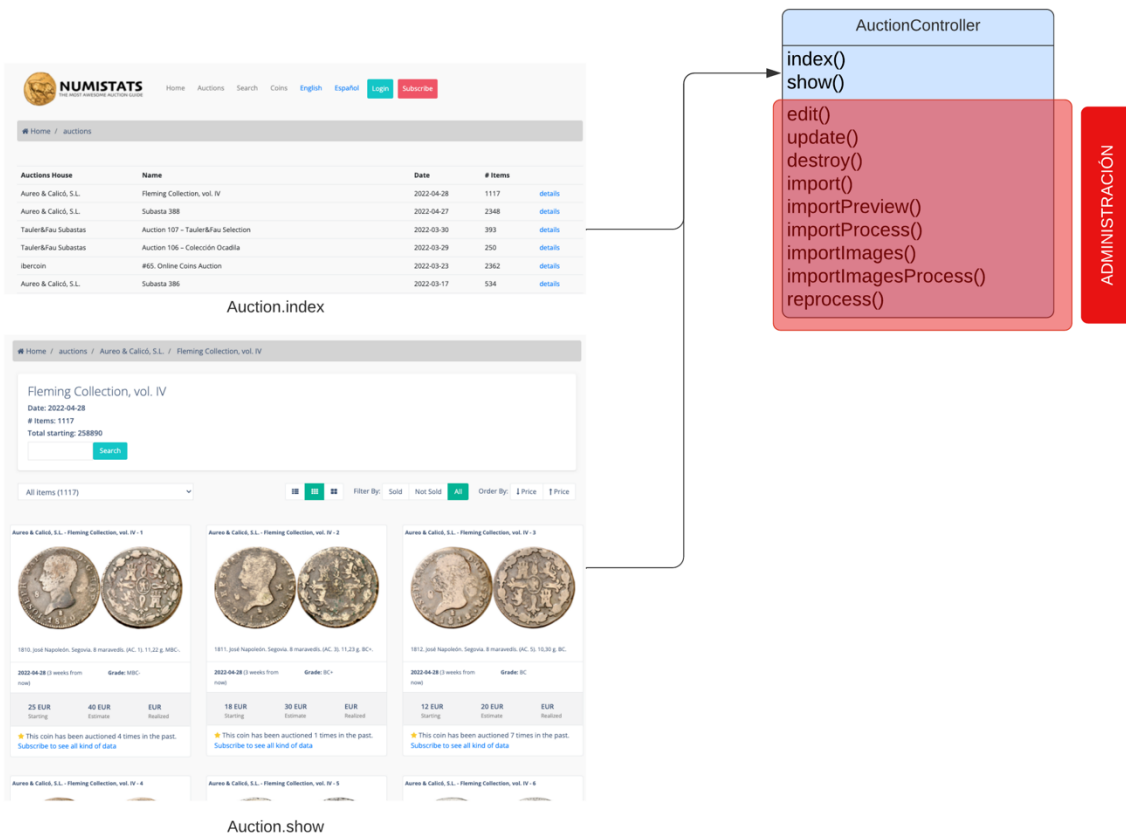 NUMISTATS
THE MOST AWESOME AUCTION GUIDE
Home Auctions Search Coins English Español Login Subscribe
Home / auctions
Auctions House Name Date # Items
Aureo & Calicó, S.L. Fleming Collection, vol. IV 2022-04-28 1117 details
Aureo & Calicó, S.L. Subasta 388 2022-04-27 2348 details
Tauler&Fau Subastas Auction 107 – Tauler&Fau Selection 2022-03-30 393 details
Tauler&Fau Subastas Auction 106 – Colección Ocadila 2022-03-29 250 details
ibercoin #65. Online Coins Auction 2022-03-23 2362 details
Aureo & Calicó, S.L. Subasta 386 2022-03-17 534 details
Auction.index
Home / auctions / Aureo & Calicó, S.L. / Fleming Collection, vol. IV
Fleming Collection, vol. IV
Date: 2022-04-28
# Items: 1117
Total starting: 258890
Search
All items (1117) Filter By: Sold Not Sold All Order By: Price Price
Aureo & Calicó, S.L. - Fleming Collection, vol. IV - 1
1810. José Napoleón. Segovia. 8 maravedís. (AC. 1). 11,22 g. MBC-.
2022-04-28 (3 weeks from now) Grade: MBC-
25 EUR 40 EUR EUR
Starting Estimate Realized
This coin has been auctioned 4 times in the past.
Subscribe to see all kind of data
Aureo & Calicó, S.L. - Fleming Collection, vol. IV - 2
1811. José Napoleón. Segovia. 8 maravedís. (AC. 3). 11,23 g. BC+.
2022-04-28 (3 weeks from now) Grade: BC+
18 EUR 30 EUR EUR
Starting Estimate Realized
This coin has been auctioned 1 times in the past.
Subscribe to see all kind of data
Aureo & Calicó, S.L. - Fleming Collection, vol. IV - 3
1812. José Napoleón. Segovia. 8 maravedís. (AC. 5). 10,30 g. BC.
2022-04-28 (3 weeks from now) Grade: BC
12 EUR 20 EUR EUR
Starting Estimate Realized
This coin has been auctioned 7 times in the past.
Subscribe to see all kind of data
Aureo & Calicó, S.L. - Fleming Collection, vol. IV - 4
Aureo & Calicó, S.L. - Fleming Collection, vol. IV - 5
Aureo & Calicó, S.L. - Fleming Collection, vol. IV - 6
Auction.show
AuctionController
index()
show()
edit()
update()
destroy()
import()
importPreview()
importProcess()
importImages()
importImagesProcess()
reprocess()
ADMINISTRACIÓN